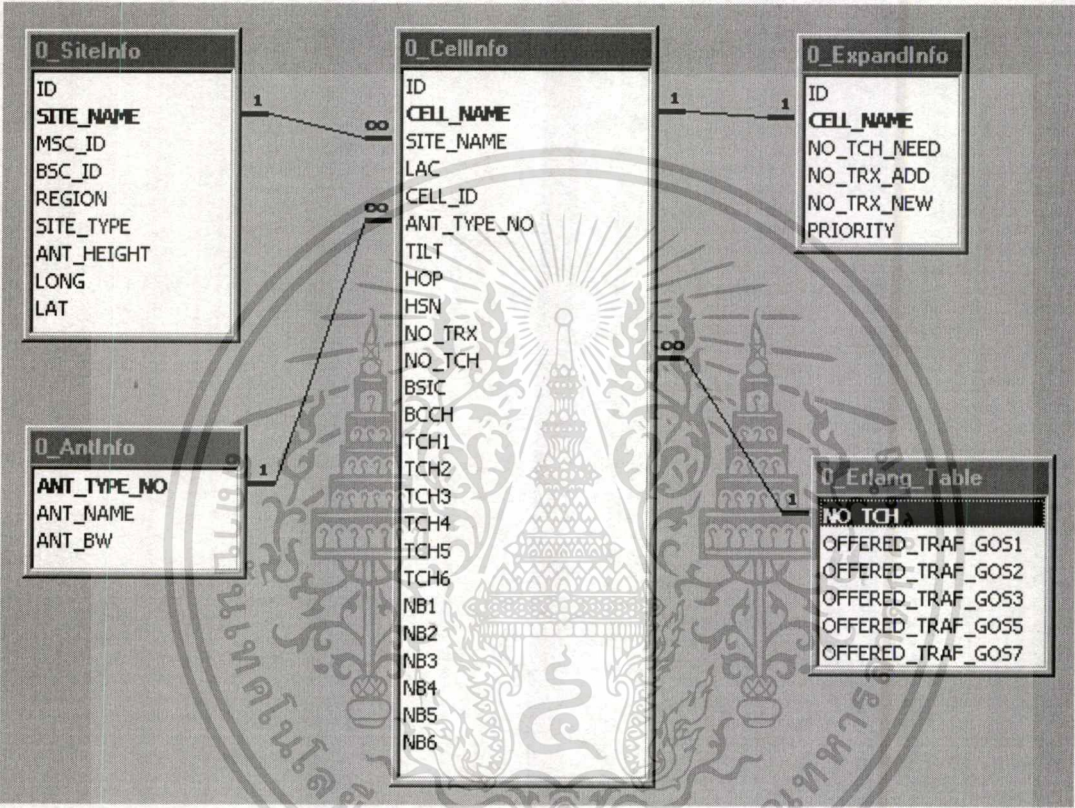 0_SiteInfo
ID
SITE_NAME
MSC_ID
BSC_ID
REGION
SITE_TYPE
ANT_HEIGHT
LONG
LAT
1
∞
0_AntInfo
ANT_TYPE_NO
ANT_NAME
ANT_BW
1
∞
0_CellInfo
ID
CELL_NAME
SITE_NAME
LAC
CELL_ID
ANT_TYPE_NO
TILT
HOP
HSN
NO_TRX
NO_TCH
BSIC
BCCH
TCH1
TCH2
TCH3
TCH4
TCH5
TCH6
NB1
NB2
NB3
NB4
NB5
NB6
1
1
0_ExpandInfo
ID
CELL_NAME
NO_TCH_NEED
NO_TRX_ADD
NO_TRX_NEW
PRIORITY
∞
1
0_Erlang_Table
NO_TCH
OFFERED_TRAF_GOS1
OFFERED_TRAF_GOS2
OFFERED_TRAF_GOS3
OFFERED_TRAF_GOS5
OFFERED_TRAF_GOS7